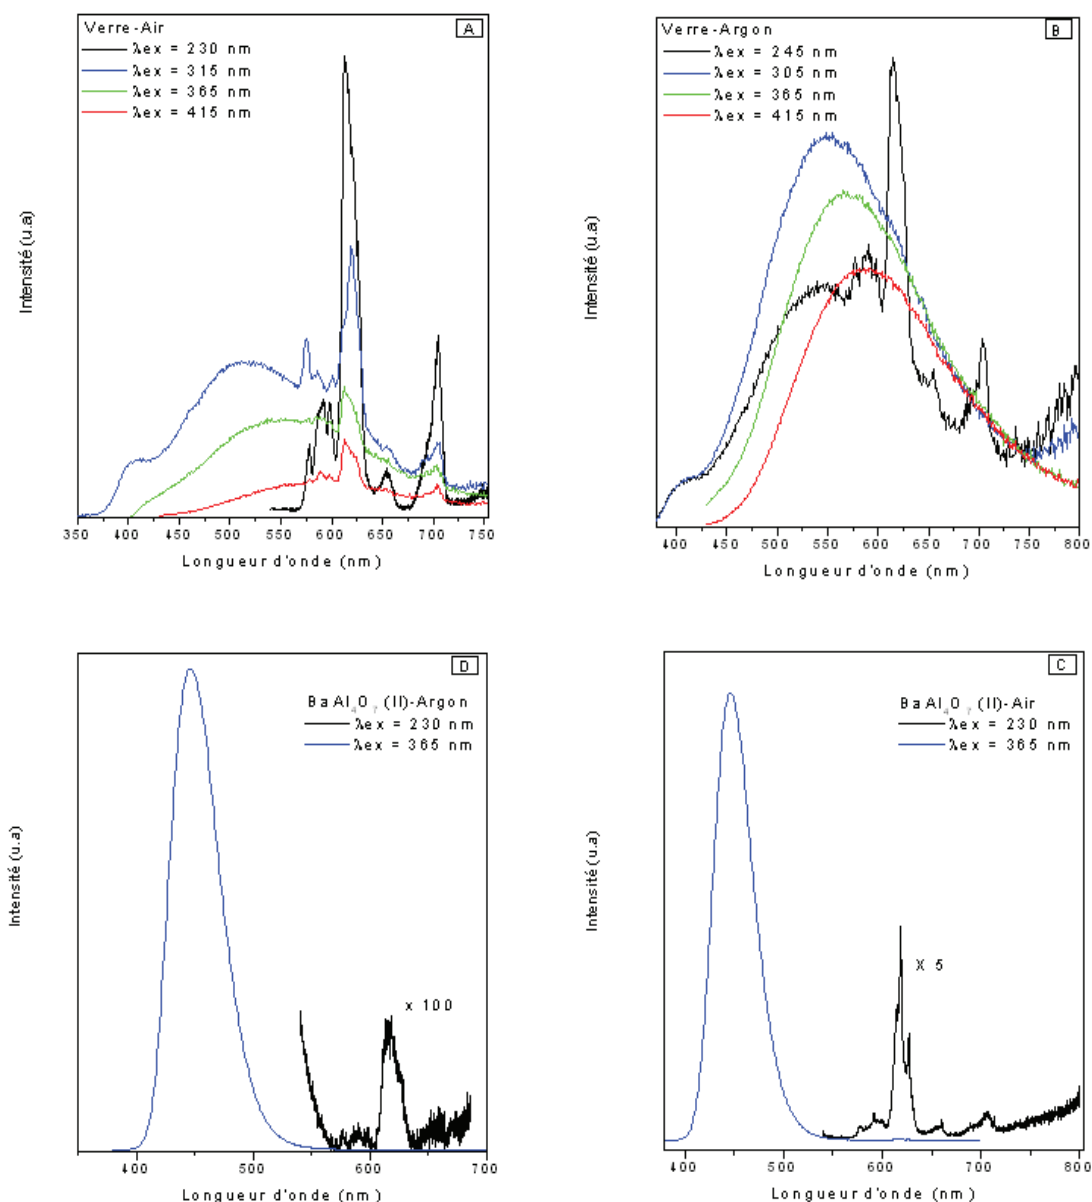 Verre-Air
A
λex = 230 nm
λex = 315 nm
λex = 365 nm
λex = 415 nm
Intensité (u.a)
350 400 450 500 550 600 650 700 750
Longueur d'onde (nm)
Verre-Argon
B
λex = 245 nm
λex = 305 nm
λex = 365 nm
λex = 415 nm
Intensité (u.a)
400 450 500 550 600 650 700 750 800
Longueur d'onde (nm)
D
BaAl4O7 (II)-Argon
λex = 230 nm
λex = 365 nm
x 100
Intensité (u.a)
400 500 600 700
Longueur d'onde (nm)
C
BaAl4O7 (II)-Air
λex = 230 nm
λex = 365 nm
X 5
Intensité (u.a)
400 500 600 700 800
Longueur d'onde (nm)